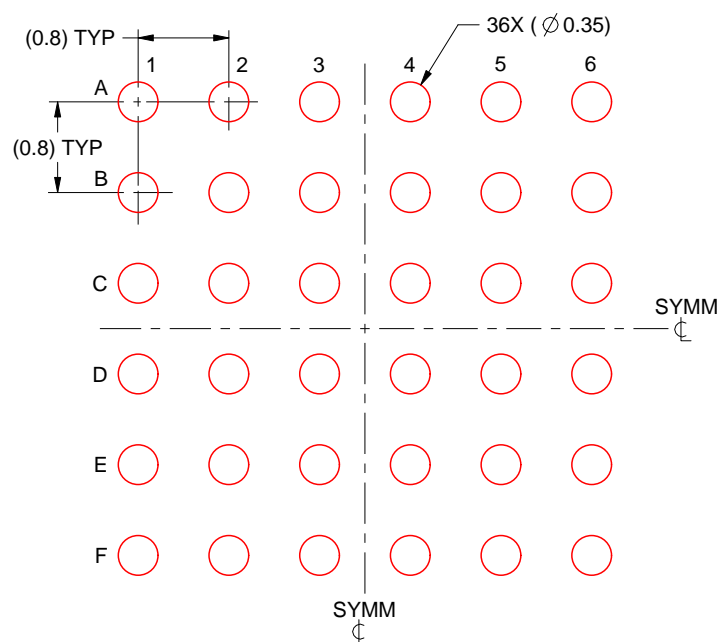 36X ( ∅ 0.35)
(0.8) TYP
1 2 3 4 5 6
A
(0.8) TYP
B
C
SYMM
℄
D
E
F
SYMM
℄